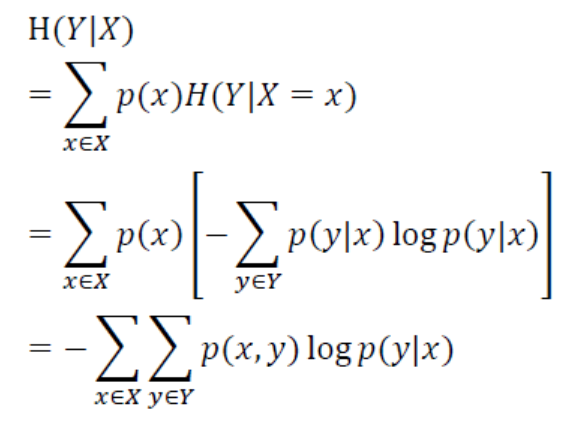 H(Y|X)
= ∑_{x∈X} p(x)H(Y|X = x)
= ∑_{x∈X} p(x) [−∑_{y∈Y} p(y|x) log p(y|x)]
= −∑_{x∈X} ∑_{y∈Y} p(x, y) log p(y|x)